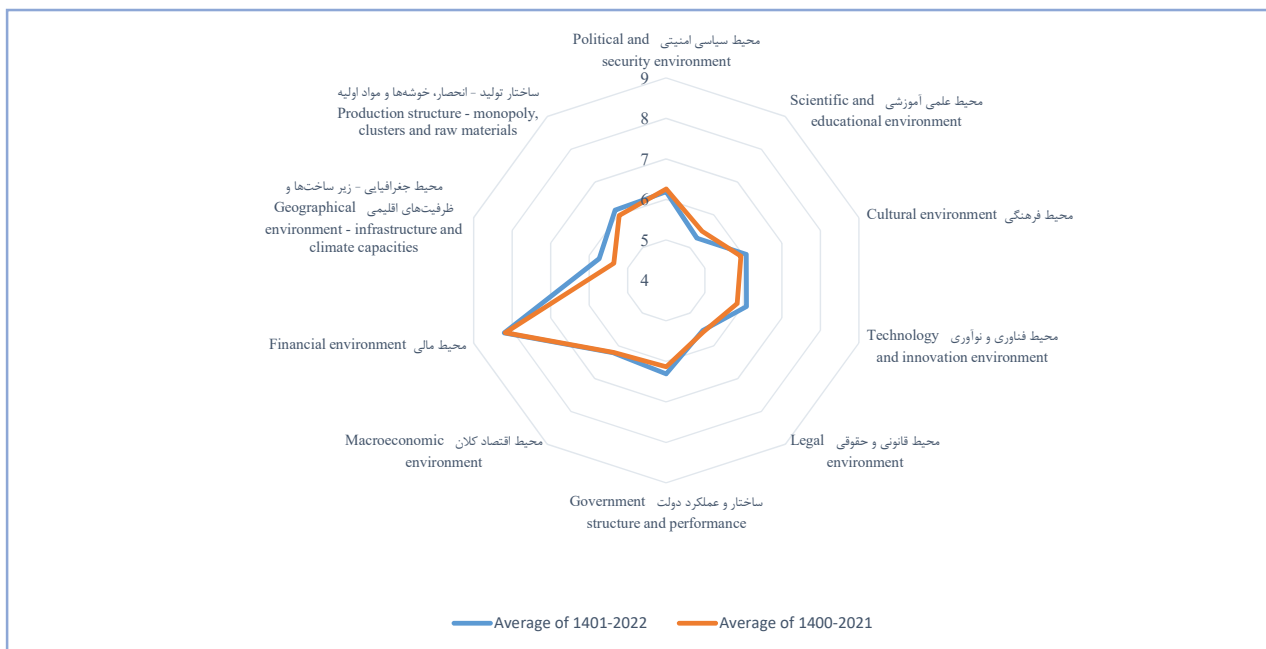 Political and محیط سیاسی امنیتی
security environment
Scientific and محیط علمی آموزشی
educational environment
Cultural environment محیط فرهنگی
Technology محیط فناوری و نوآوری
and innovation environment
Legal محیط قانونی و حقوقی
environment
Government ساختار و عملکرد دولت
structure and performance
Macroeconomic محیط اقتصاد کلان
environment
Financial environment محیط مالی
محیط جغرافیایی - زیر ساخت‌ها و
Geographical ظرفیت‌های اقلیمی
environment - infrastructure and
climate capacities
ساختار تولید - انحصار، خوشه‌ها و مواد اولیه
Production structure - monopoly,
clusters and raw materials
9
8
7
6
5
4
Average of 1401-2022
Average of 1400-2021